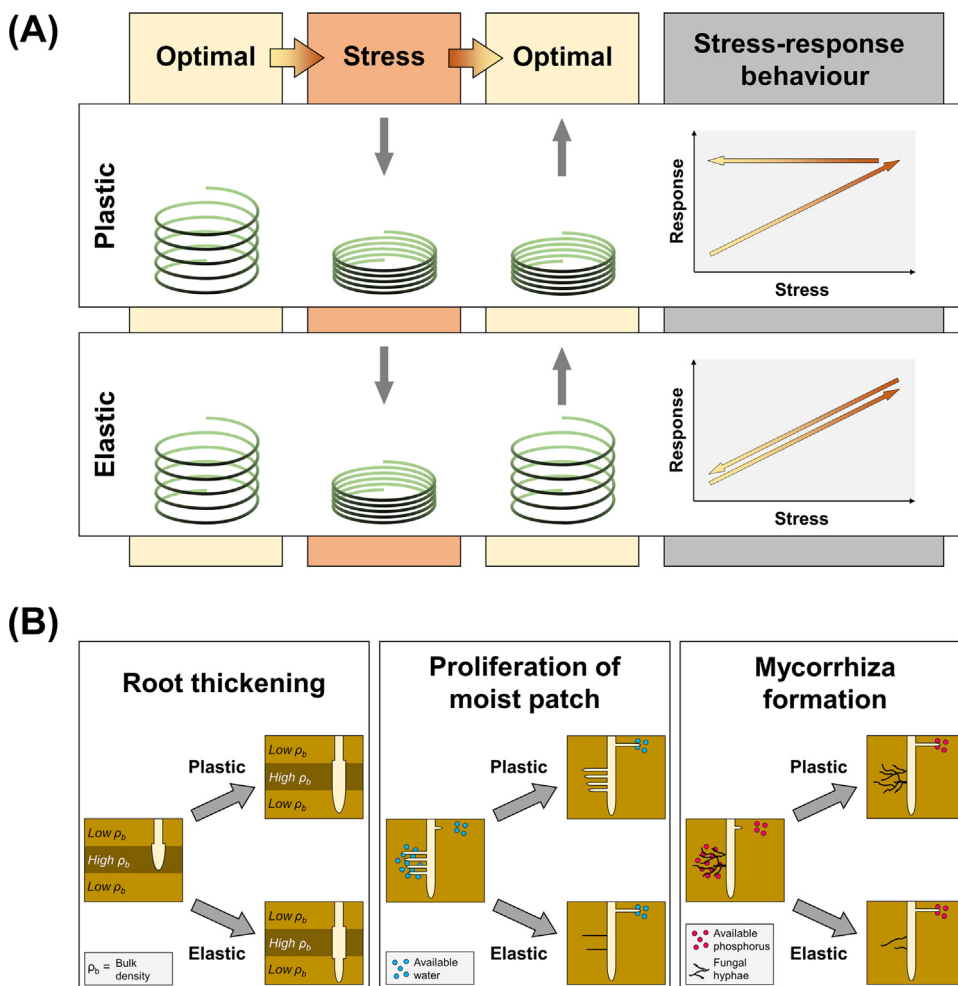 (A)
Optimal
Stress
Optimal
Stress-response
behaviour
Plastic
Response
Stress
Elastic
Response
Stress
(B)
Root thickening
Low ρb
High ρb
Low ρb
Plastic
Low ρb
High ρb
Low ρb
Elastic
Low ρb
High ρb
Low ρb
ρb = Bulk
density
Proliferation of
moist patch
Plastic
Elastic
Available
water
Mycorrhiza
formation
Plastic
Elastic
Available
phosphorus
Fungal
hyphae